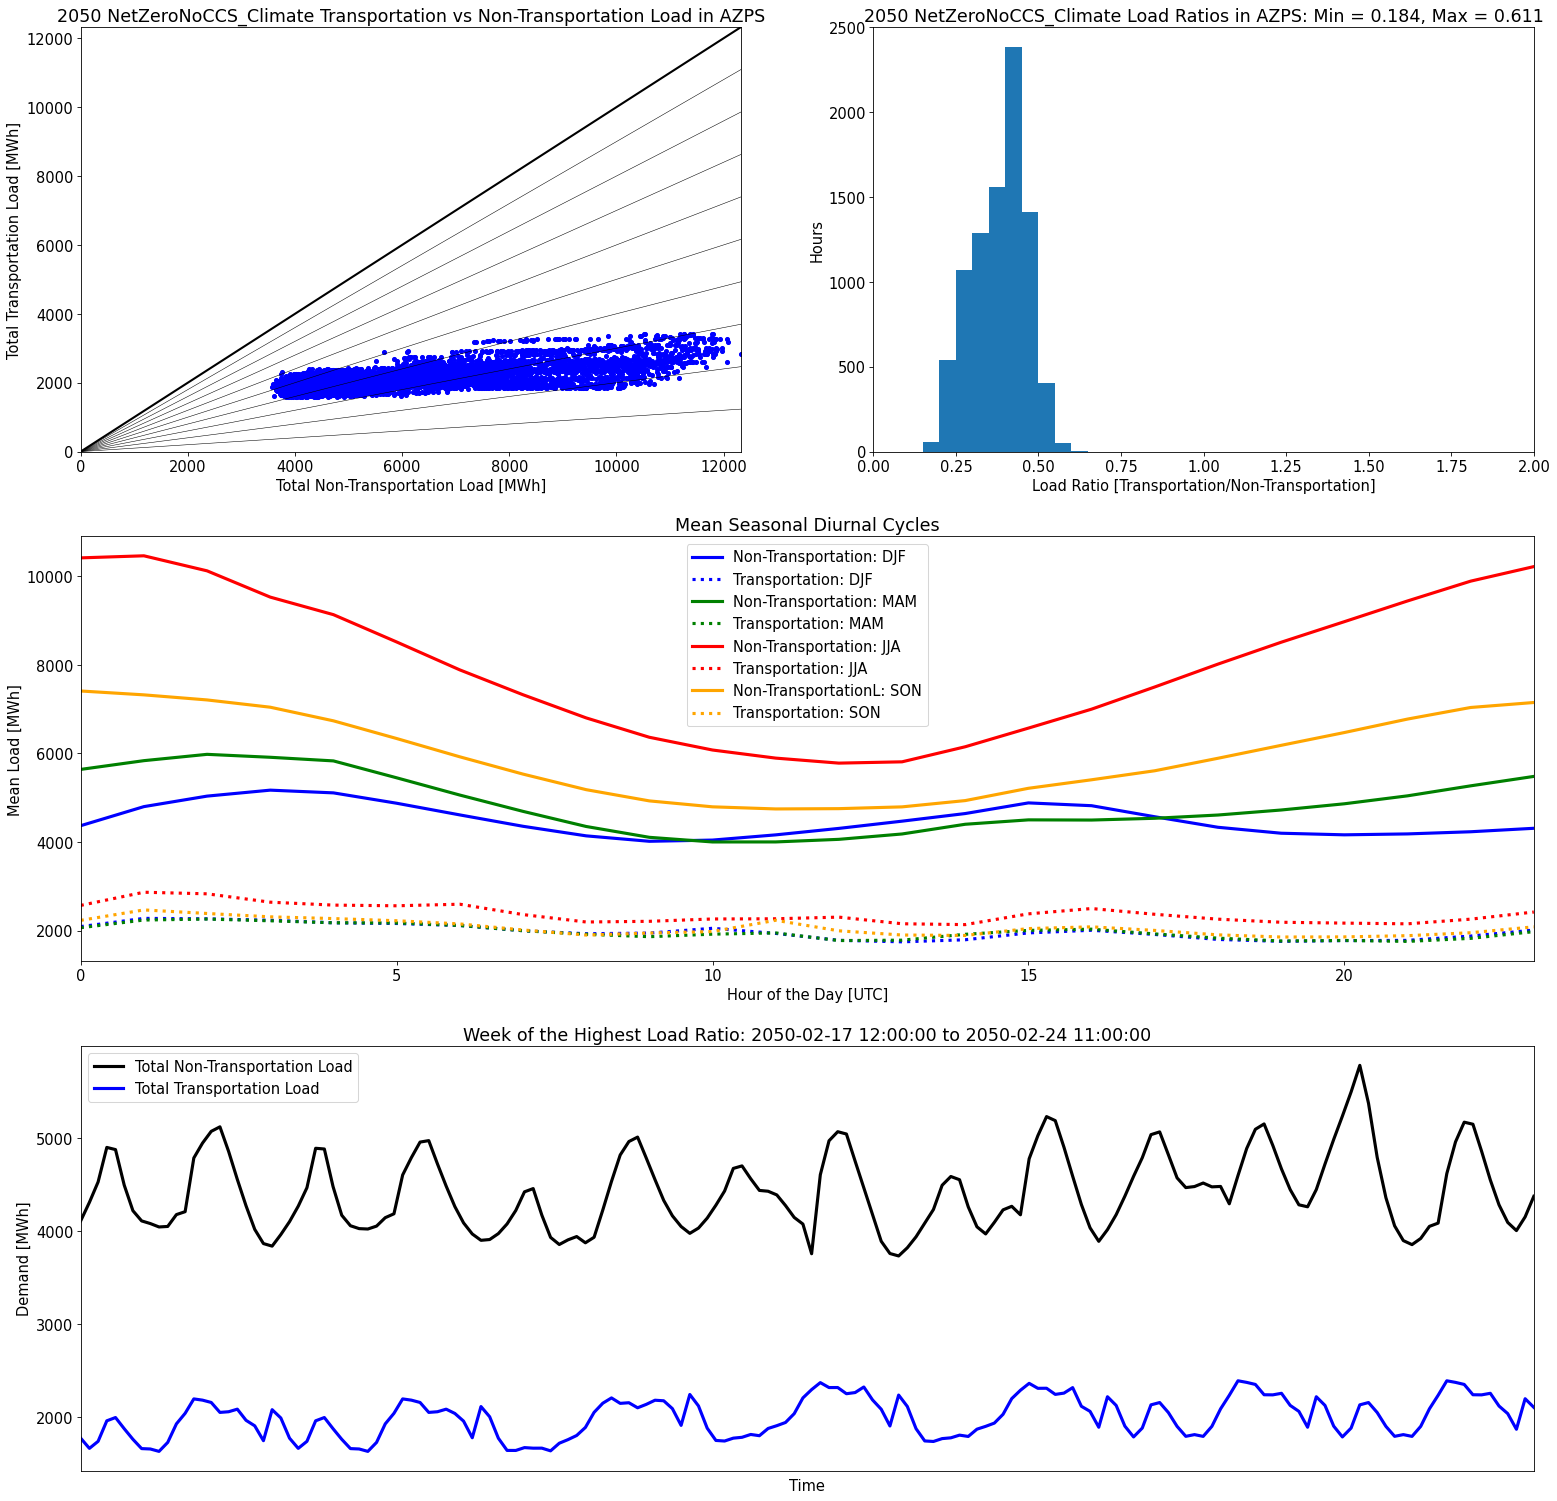 2050 NetZeroNoCCS_Climate Transportation vs Non-Transportation Load in AZPS
12000
10000
8000
6000
4000
2000
0
Total Transportation Load [MWh]
0 2000 4000 6000 8000 10000 12000
Total Non-Transportation Load [MWh]
2050 NetZeroNoCCS_Climate Load Ratios in AZPS: Min = 0.184, Max = 0.611
2500
2000
1500
1000
500
0
Hours
0.00 0.25 0.50 0.75 1.00 1.25 1.50 1.75 2.00
Load Ratio [Transportation/Non-Transportation]
Mean Seasonal Diurnal Cycles
10000
8000
6000
4000
2000
Mean Load [MWh]
Non-Transportation: DJF
Transportation: DJF
Non-Transportation: MAM
Transportation: MAM
Non-Transportation: JJA
Transportation: JJA
Non-TransportationL: SON
Transportation: SON
0 5 10 15 20
Hour of the Day [UTC]
Week of the Highest Load Ratio: 2050-02-17 12:00:00 to 2050-02-24 11:00:00
Total Non-Transportation Load
Total Transportation Load
5000
4000
3000
2000
Demand [MWh]
Time